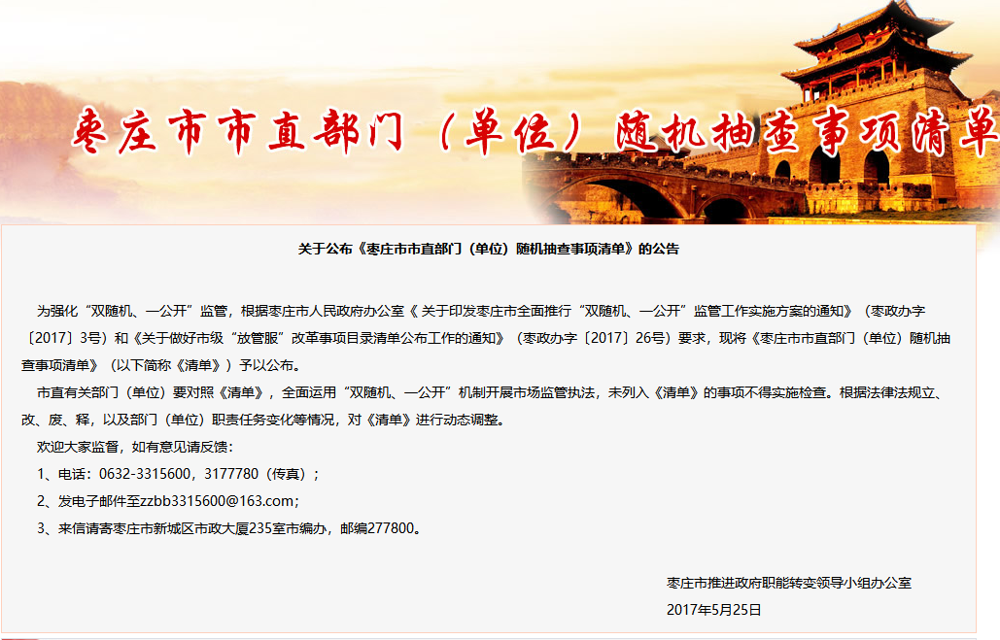 枣庄市市直部门（单位）随机抽查事项清单
关于公布《枣庄市市直部门（单位）随机抽查事项清单》的公告
为强化“双随机、一公开”监管，根据枣庄市人民政府办公室《 关于印发枣庄市全面推行“双随机、一公开”监管工作实施方案的通知》（枣政办字
〔2017〕3号）和《关于做好市级“放管服”改革事项目录清单公布工作的通知》（枣政办字〔2017〕26号）要求，现将《枣庄市市直部门（单位）随机抽
查事项清单》（以下简称《清单》）予以公布。
市直有关部门（单位）要对照《清单》，全面运用“双随机、一公开”机制开展市场监管执法，未列入《清单》的事项不得实施检查。根据法律法规立、
改、废、释，以及部门（单位）职责任务变化等情况，对《清单》进行动态调整。
欢迎大家监督，如有意见请反馈：
1、电话：0632-3315600，3177780（传真）；
2、发电子邮件至zzbb3315600@163.com；
3、来信请寄枣庄市新城区市政大厦235室市编办，邮编277800。
枣庄市推进政府职能转变领导小组办公室
2017年5月25日